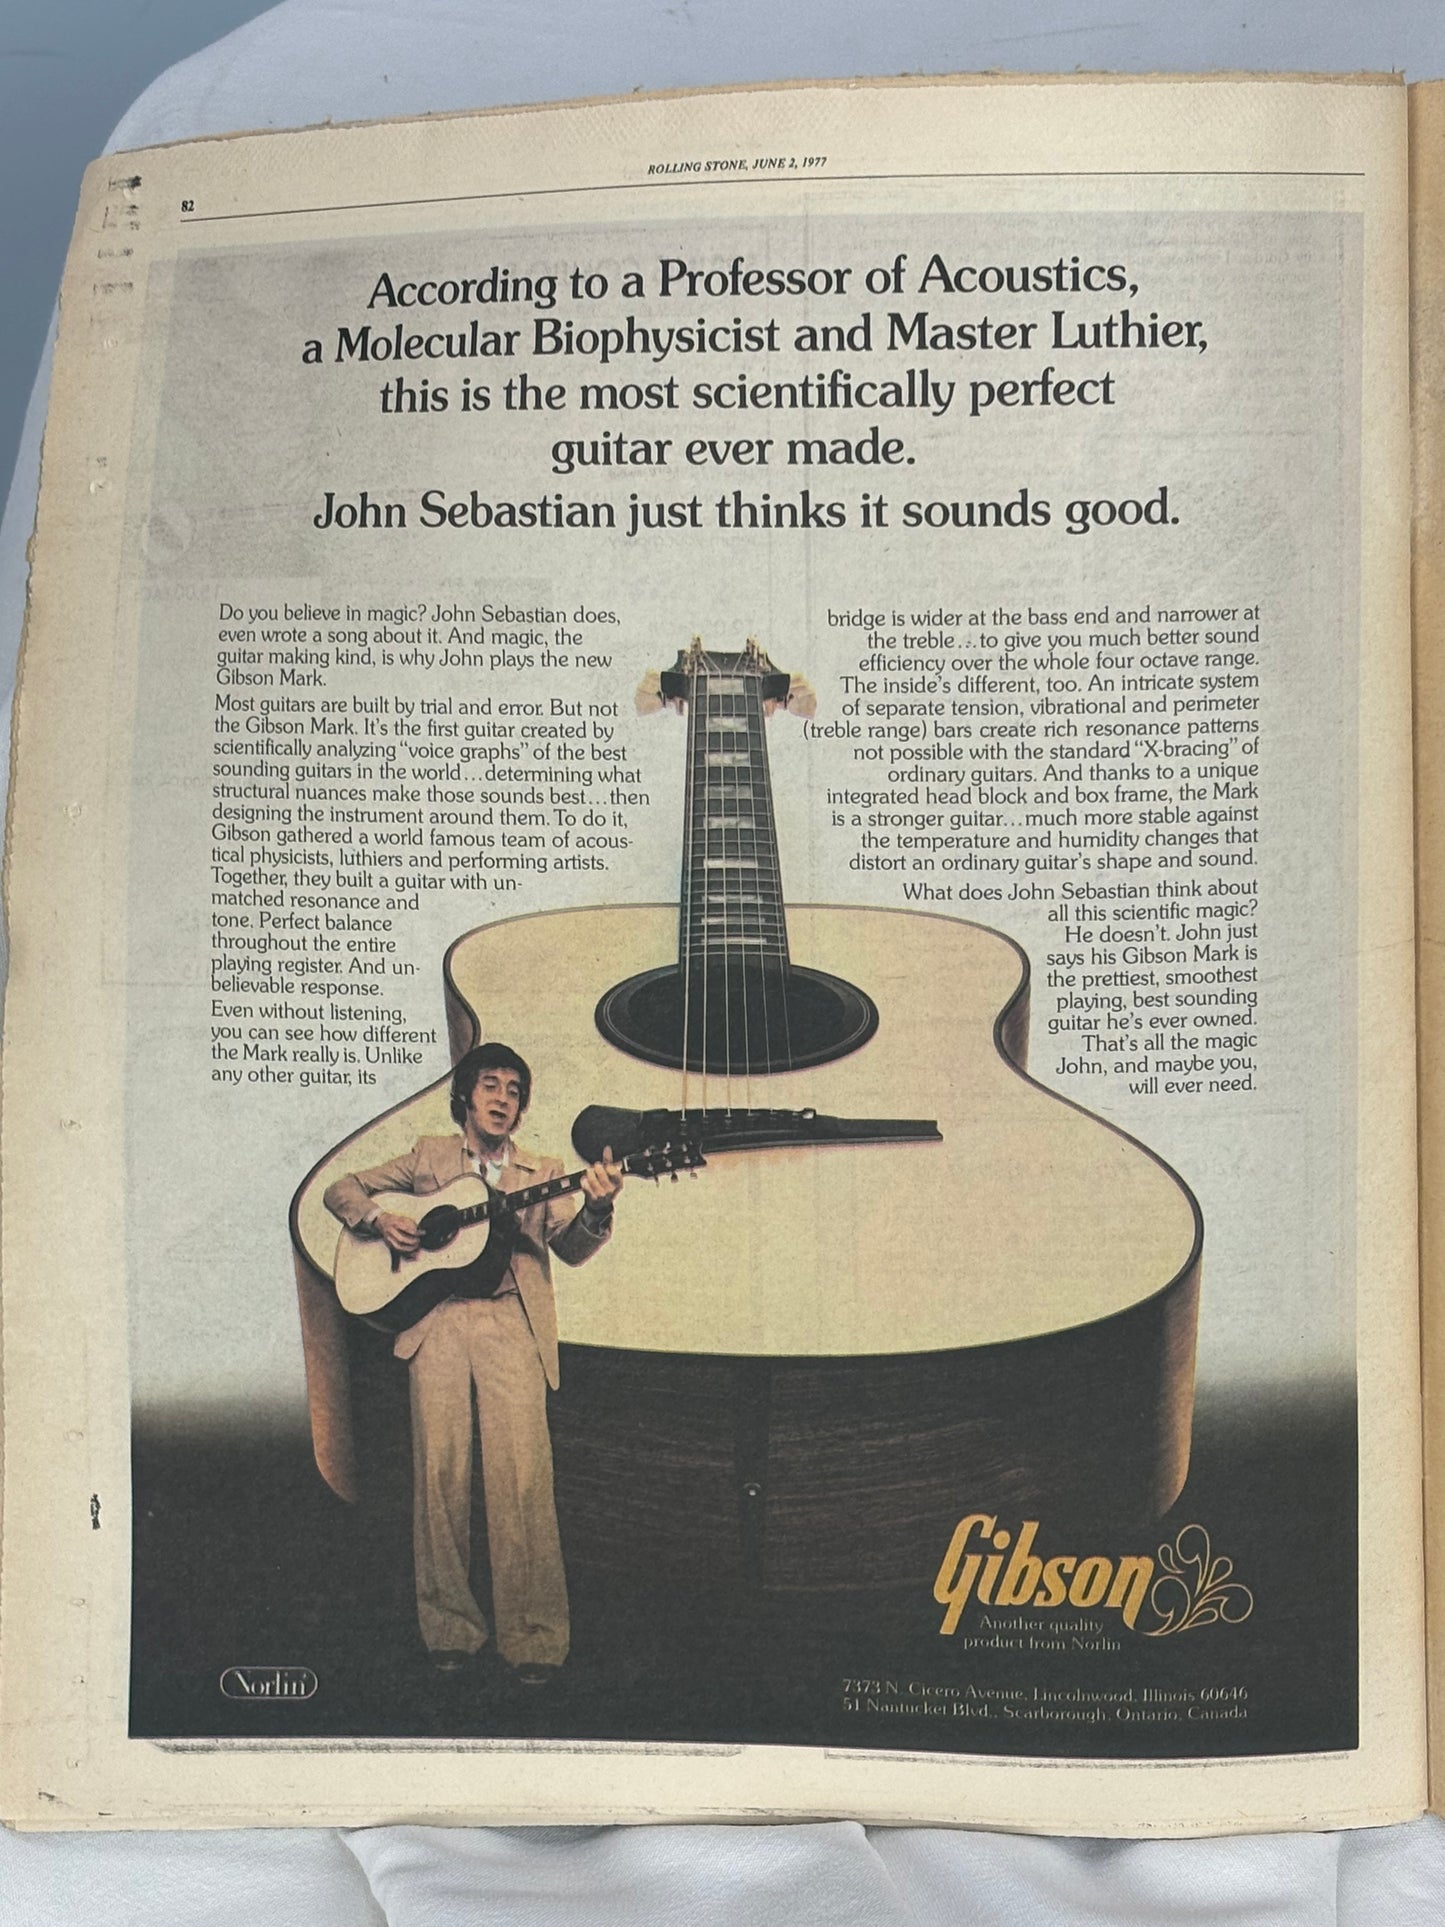 ROLLING STONE, JUNE 2, 1977
82
According to a Professor of Acoustics,
a Molecular Biophysicist and Master Luthier,
this is the most scientifically perfect
guitar ever made.
John Sebastian just thinks it sounds good.
Do you believe in magic? John Sebastian does,
even wrote a song about it. And magic, the
guitar making kind, is why John plays the new
Gibson Mark.
Most guitars are built by trial and error. But not
the Gibson Mark. It's the first guitar created by
scientifically analyzing “voice graphs” of the best
sounding guitars in the world...determining what
structural nuances make those sounds best...then
designing the instrument around them. To do it,
Gibson gathered a world famous team of acous-
tical physicists, luthiers and performing artists.
Together, they built a guitar with un-
matched resonance and
tone. Perfect balance
throughout the entire
playing register. And un-
believable response.
Even without listening,
you can see how different
the Mark really is. Unlike
any other guitar, its
bridge is wider at the bass end and narrower at
the treble...to give you much better sound
efficiency over the whole four octave range.
The inside's different, too. An intricate system
of separate tension, vibrational and perimeter
(treble range) bars create rich resonance patterns
not possible with the standard “X-bracing” of
ordinary guitars. And thanks to a unique
integrated head block and box frame, the Mark
is a stronger guitar...much more stable against
the temperature and humidity changes that
distort an ordinary guitar's shape and sound.
What does John Sebastian think about
all this scientific magic?
He doesn't. John just
says his Gibson Mark is
the prettiest, smoothest
playing, best sounding
guitar he's ever owned.
That's all the magic
John, and maybe you,
will ever need.
Gibson
Another quality
product from Norlin
Norlin
7373 N. Cicero Avenue, Lincolnwood, Illinois 60646
51 Nantucket Blvd., Scarborough, Ontario, Canada